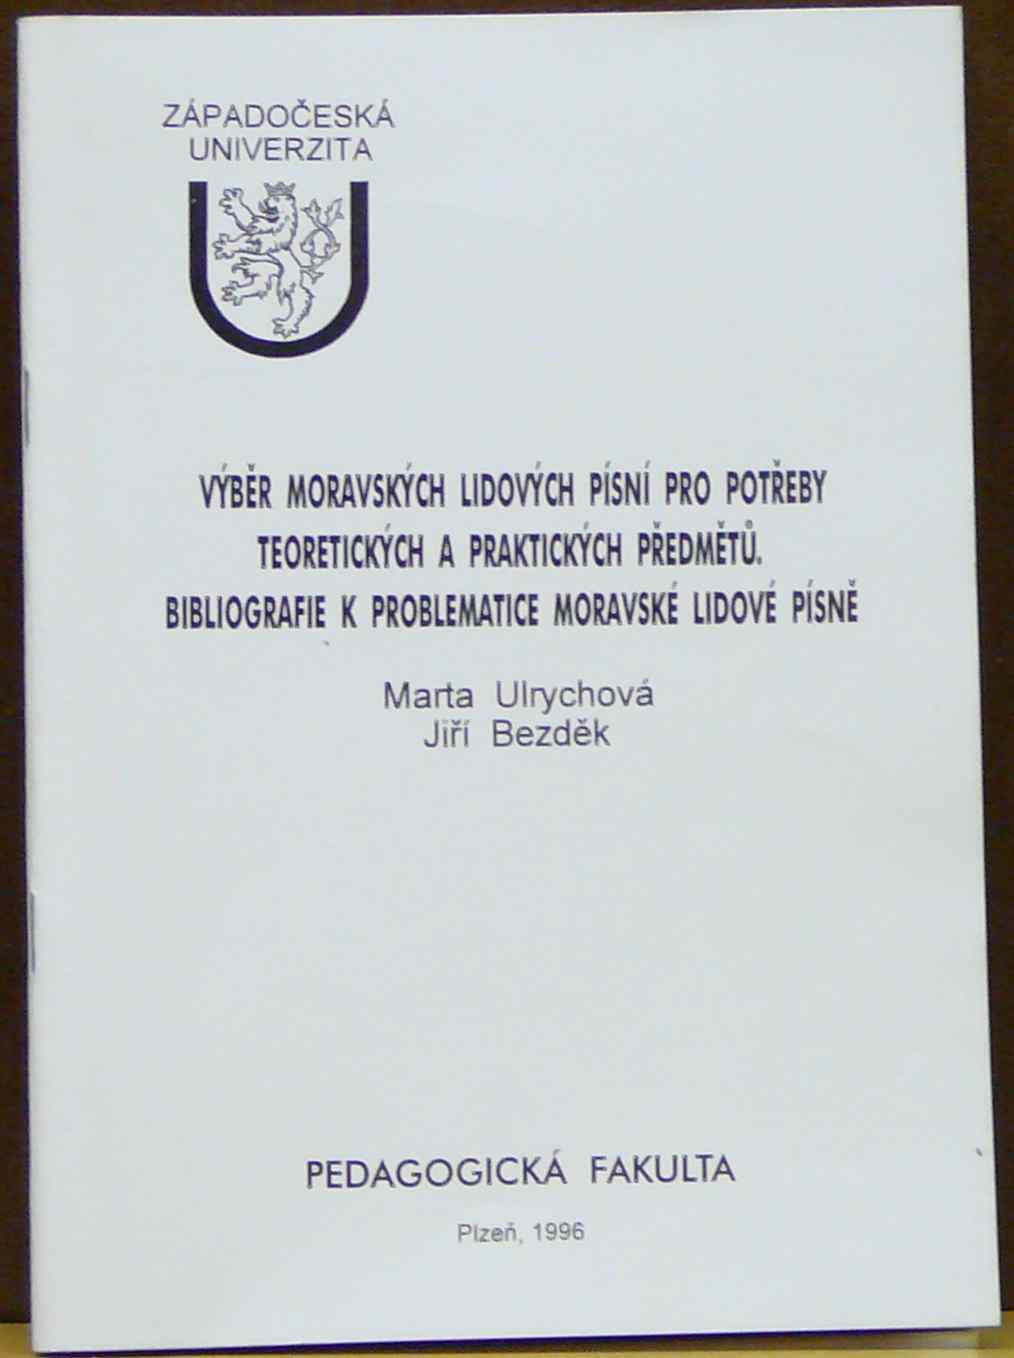 ZÁPADOČESKÁ
UNIVERZITA
VÝBĚR MORAVSKÝCH LIDOVÝCH PÍSNÍ PRO POTŘEBY
TEORETICKÝCH A PRAKTICKÝCH PŘEDMĚTŮ.
BIBLIOGRAFIE K PROBLEMATICE MORAVSKÉ LIDOVÉ PÍSNĚ
Marta Ulrychová
Jiří Bezděk
PEDAGOGICKÁ FAKULTA
Plzeň, 1996